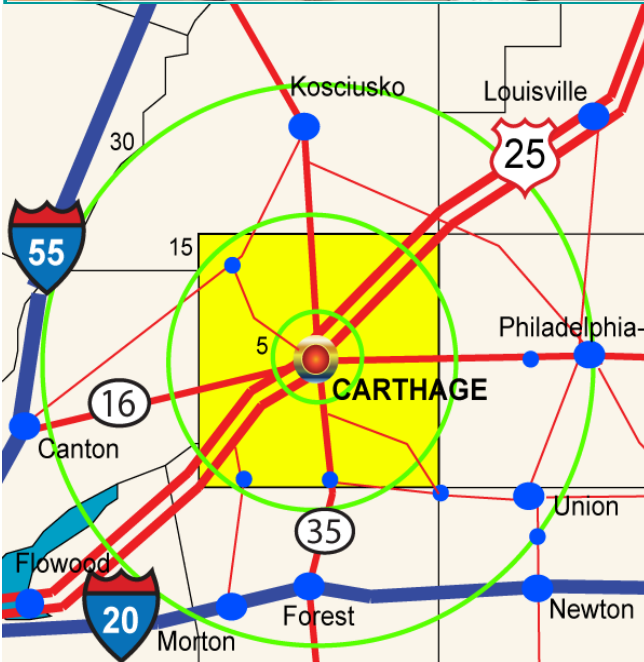 Kosciusko
Louisville
30
25
55
15
5
Philadelphia-
CARTHAGE
16
Canton
Union
35
Flowood
20
Forest
Newton
Morton